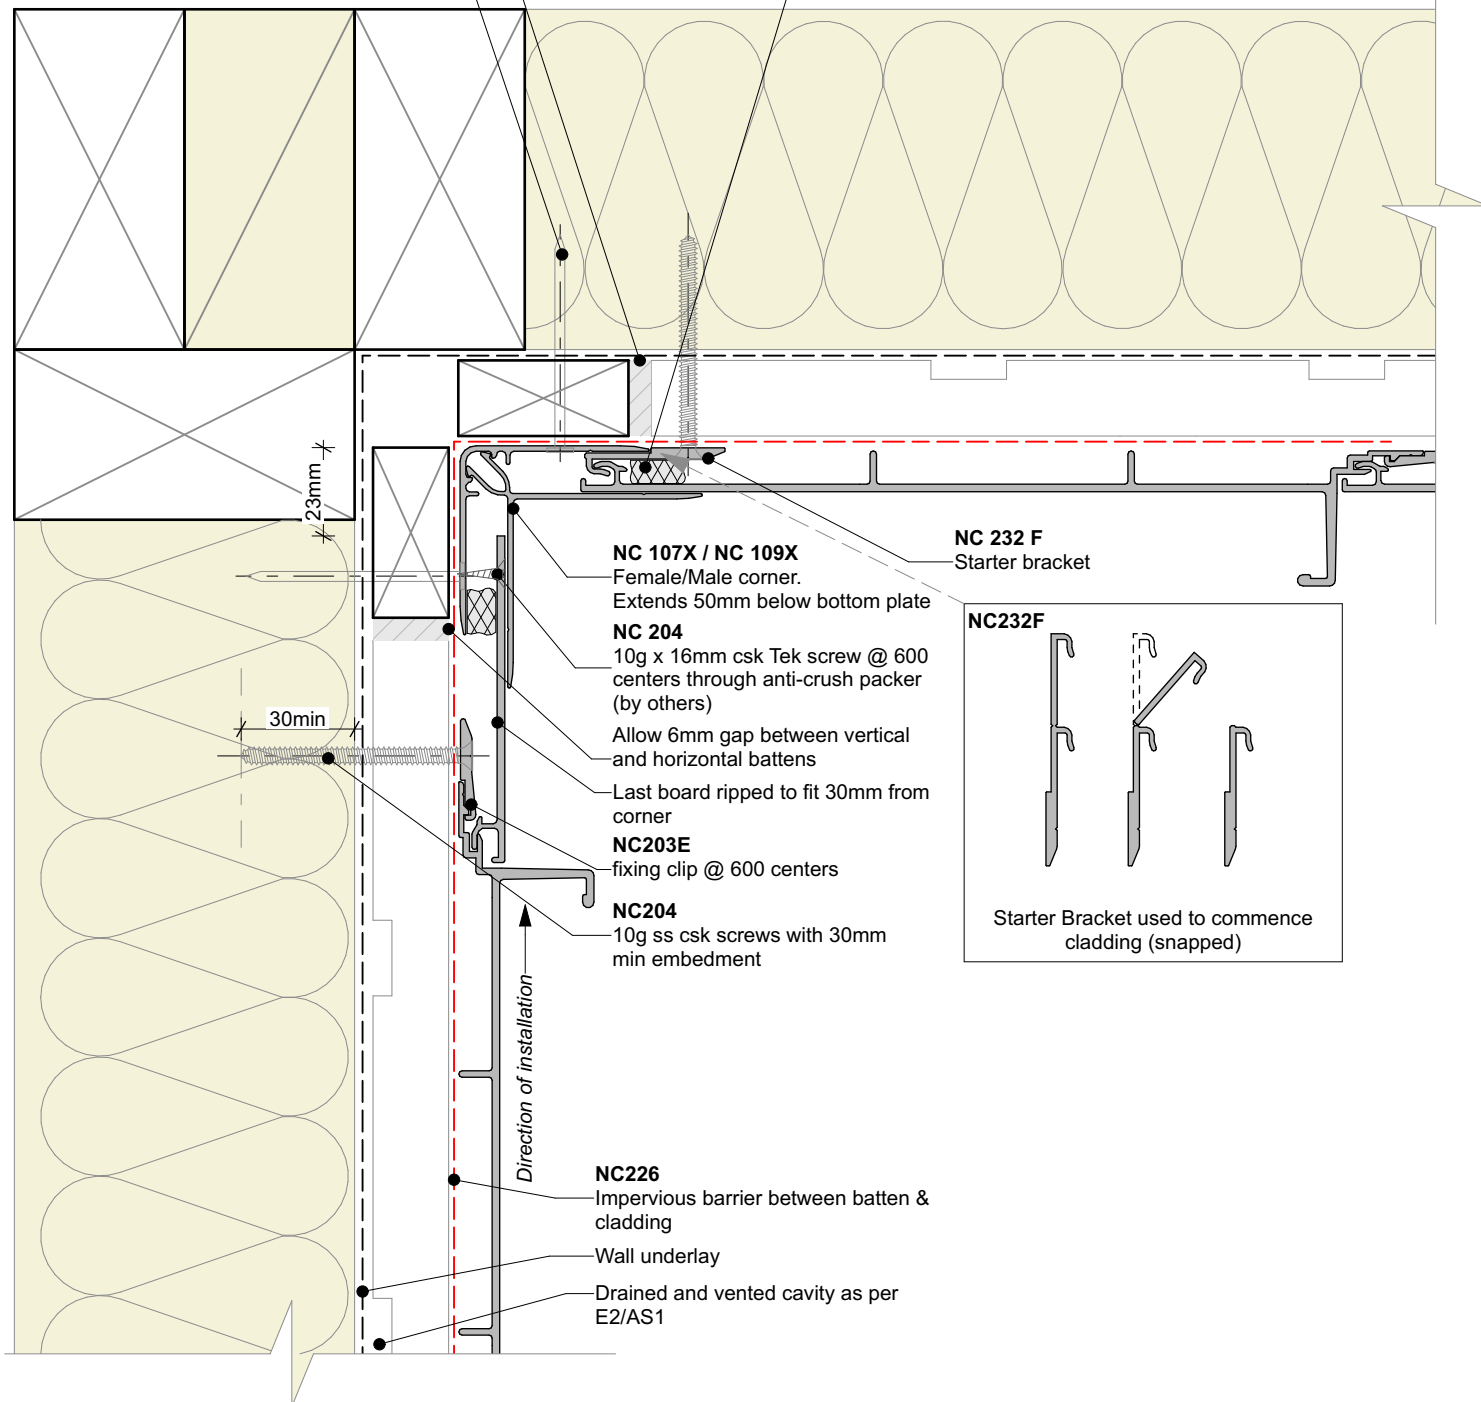 23mm
30min
NC 107X / NC 109X
Female/Male corner.
Extends 50mm below bottom plate
NC 204
10g x 16mm csk Tek screw @ 600
centers through anti-crush packer
(by others)
Allow 6mm gap between vertical
and horizontal battens
Last board ripped to fit 30mm from
corner
NC203E
fixing clip @ 600 centers
NC204
10g ss csk screws with 30mm
min embedment
Direction of installation
NC 232 F
Starter bracket
NC232F
Starter Bracket used to commence
cladding (snapped)
NC226
Impervious barrier between batten &
cladding
Wall underlay
Drained and vented cavity as per
E2/AS1